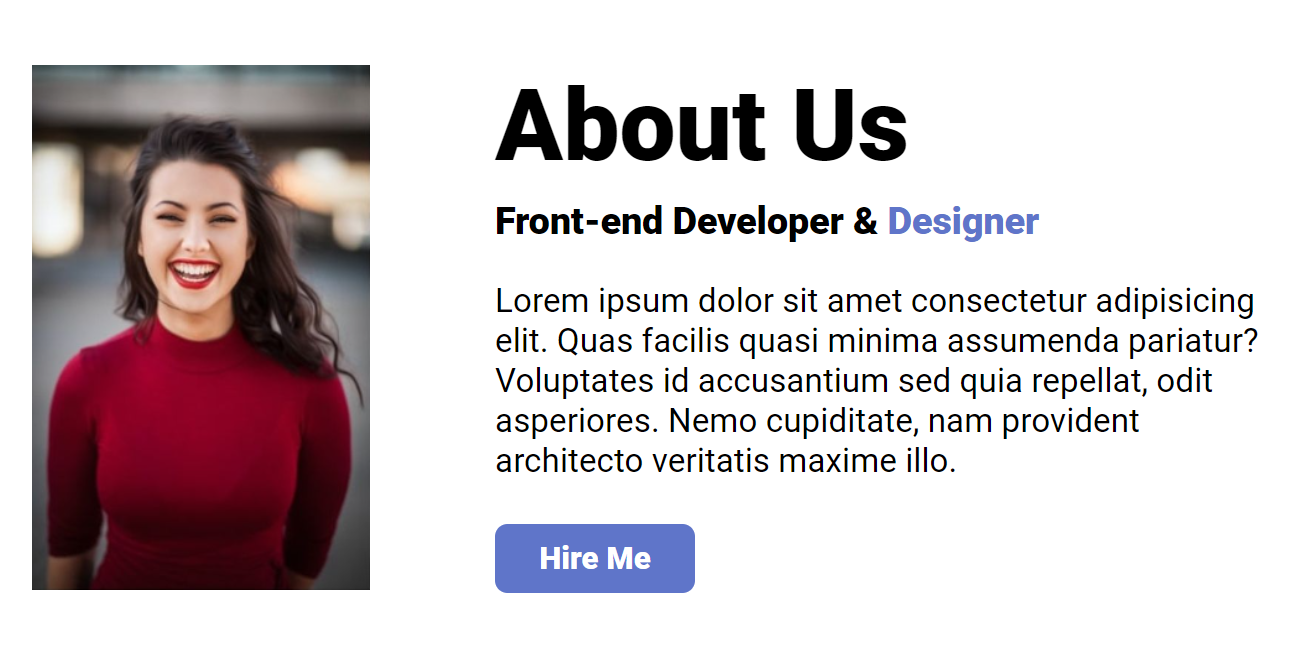 About Us
Front-end Developer & Designer
Lorem ipsum dolor sit amet consectetur adipisicing
elit. Quas facilis quasi minima assumenda pariatur?
Voluptates id accusantium sed quia repellat, odit
asperiores. Nemo cupiditate, nam provident
architecto veritatis maxime illo.
Hire Me